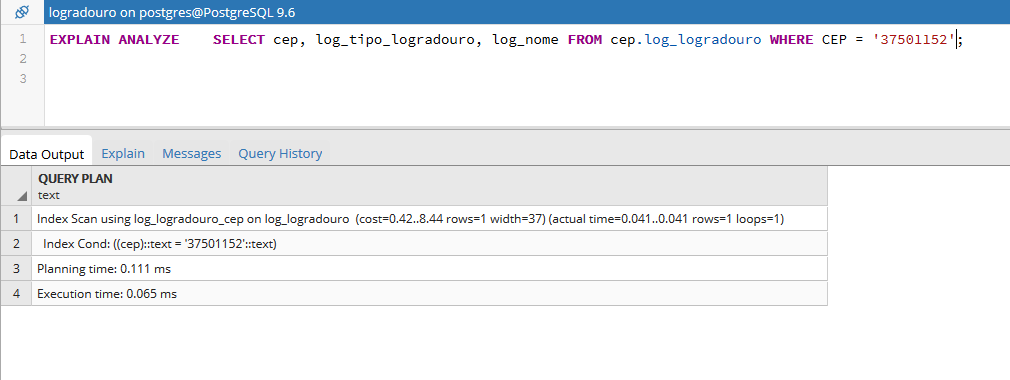 logradouro on postgres@PostgreSQL 9.6
1 EXPLAIN ANALYZE    SELECT cep, log_tipo_logradouro, log_nome FROM cep.log_logradouro WHERE CEP = '37501152';
2
3
Data Output Explain Messages Query History
QUERY PLAN
text
1 Index Scan using log_logradouro_cep on log_logradouro  (cost=0.42..8.44 rows=1 width=37) (actual time=0.041..0.041 rows=1 loops=1)
2   Index Cond: ((cep)::text = '37501152'::text)
3 Planning time: 0.111 ms
4 Execution time: 0.065 ms